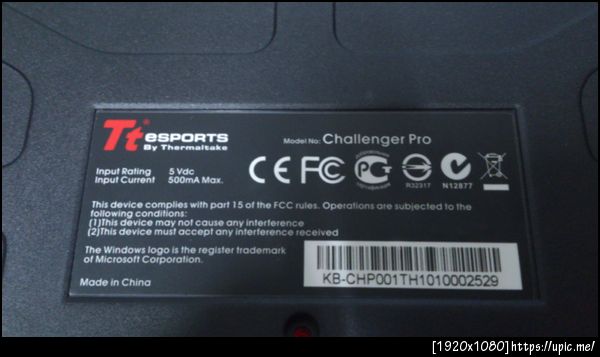 Tt eSPORTS
By Thermaltake
Model No: Challenger Pro
Input Rating 5 Vdc
Input Current 500mA Max.
CE FC PG R32317 N12877
This device complies with part 15 of the FCC rules. Operations are subjected to the
following conditions:
(1)This device may not cause any interference
(2)This device must accept any interference received
The Windows logo is the register trademark
of Microsoft Corporation.
KB-CHP001TH1010002529
Made in China
[1920x1080]https://upic.me/